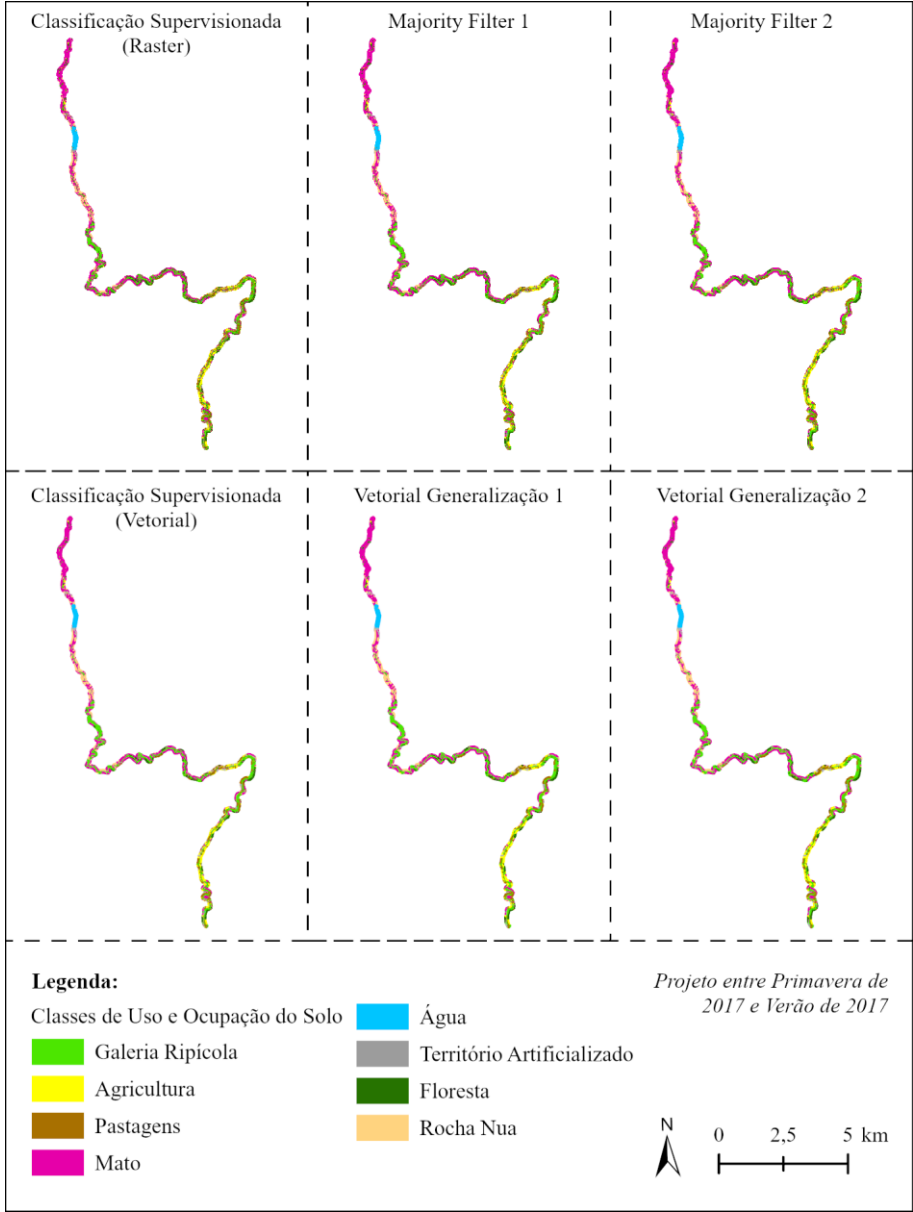 Classificação Supervisionada
(Raster)
Majority Filter 1
Majority Filter 2
Classificação Supervisionada
(Vetorial)
Vetorial Generalização 1
Vetorial Generalização 2
Legenda:
Classes de Uso e Ocupação do Solo
Galeria Ripícola
Agricultura
Pastagens
Mato
Água
Território Artificializado
Floresta
Rocha Nua
Projeto entre Primavera de
2017 e Verão de 2017
N
0 2,5 5 km